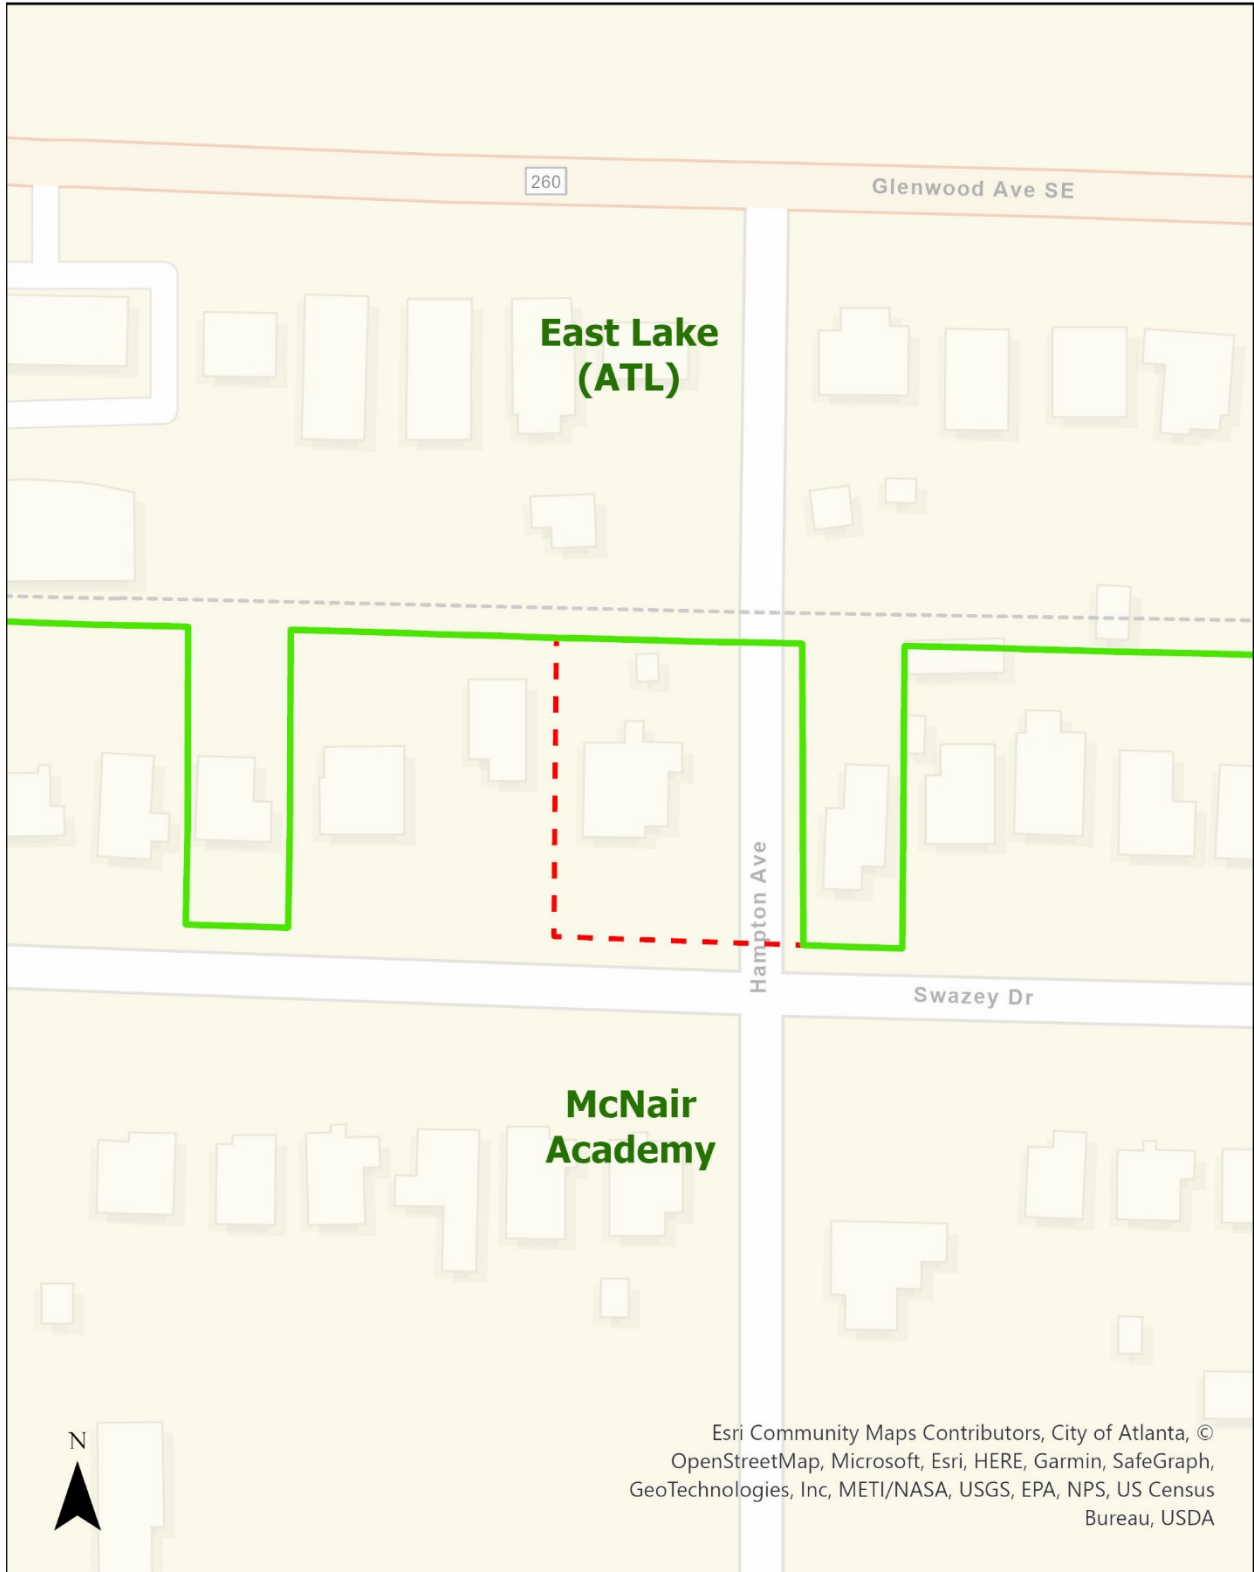 260
Glenwood Ave SE
East Lake
(ATL)
Hampton Ave
Swazey Dr
McNair
Academy
N
Esri Community Maps Contributors, City of Atlanta, ©
OpenStreetMap, Microsoft, Esri, HERE, Garmin, SafeGraph,
GeoTechnologies, Inc, METI/NASA, USGS, EPA, NPS, US Census
Bureau, USDA